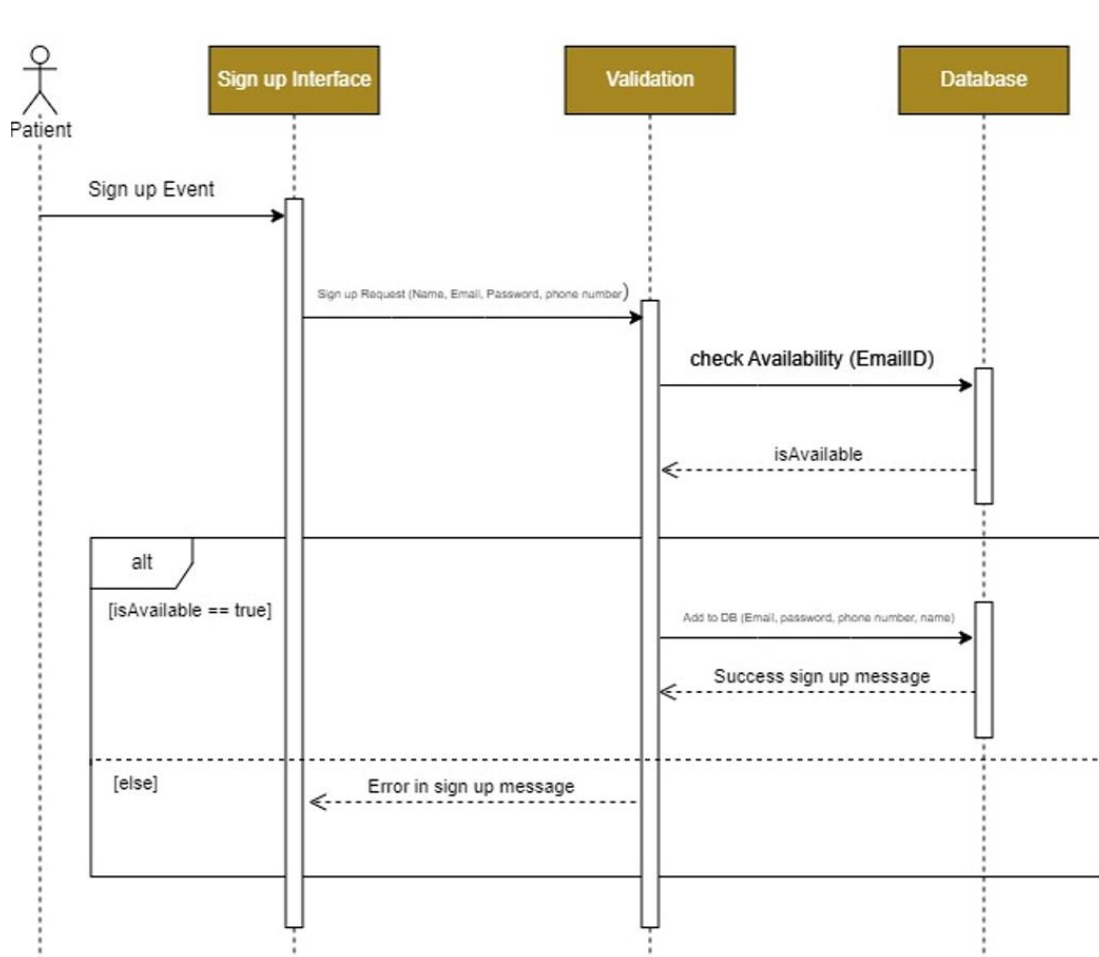 Sign up Interface
Validation
Database
Patient
Sign up Event
Sign up Request (Name, Email, Password, phone number)
check Availability (EmailID)
isAvailable
alt
[isAvailable == true]
Add to DB (Email, password, phone number, name)
Success sign up message
[else]
Error in sign up message